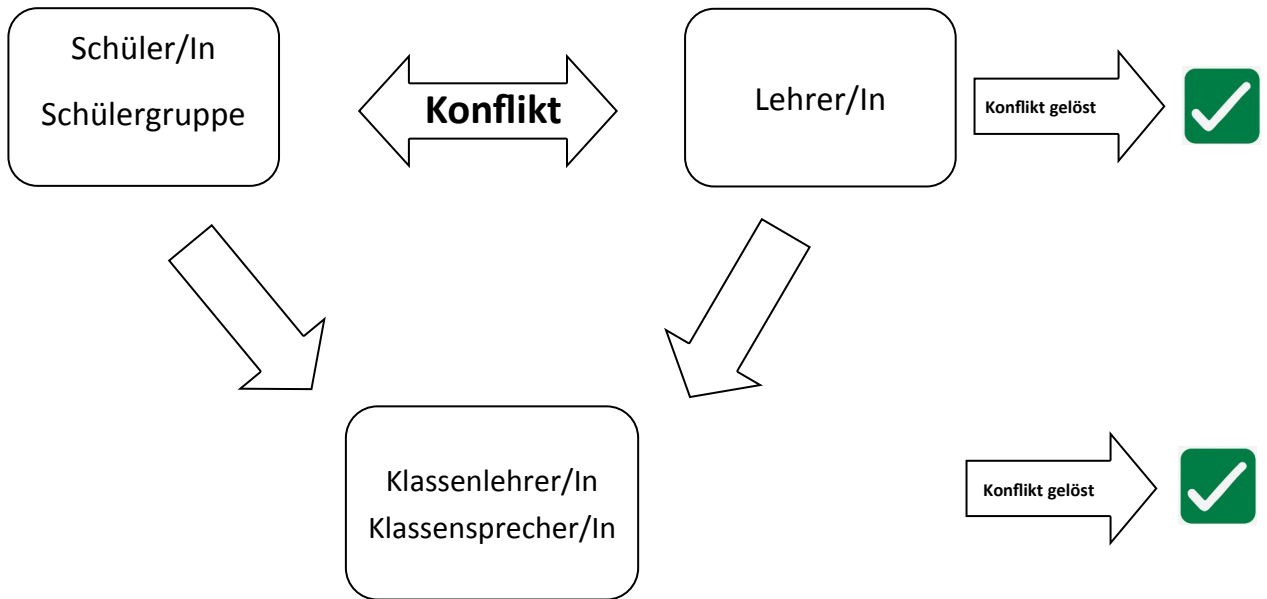 Schüler/In
Schülergruppe
Konflikt
Lehrer/In
Konflikt gelöst
Klassenlehrer/In
Klassensprecher/In
Konflikt gelöst